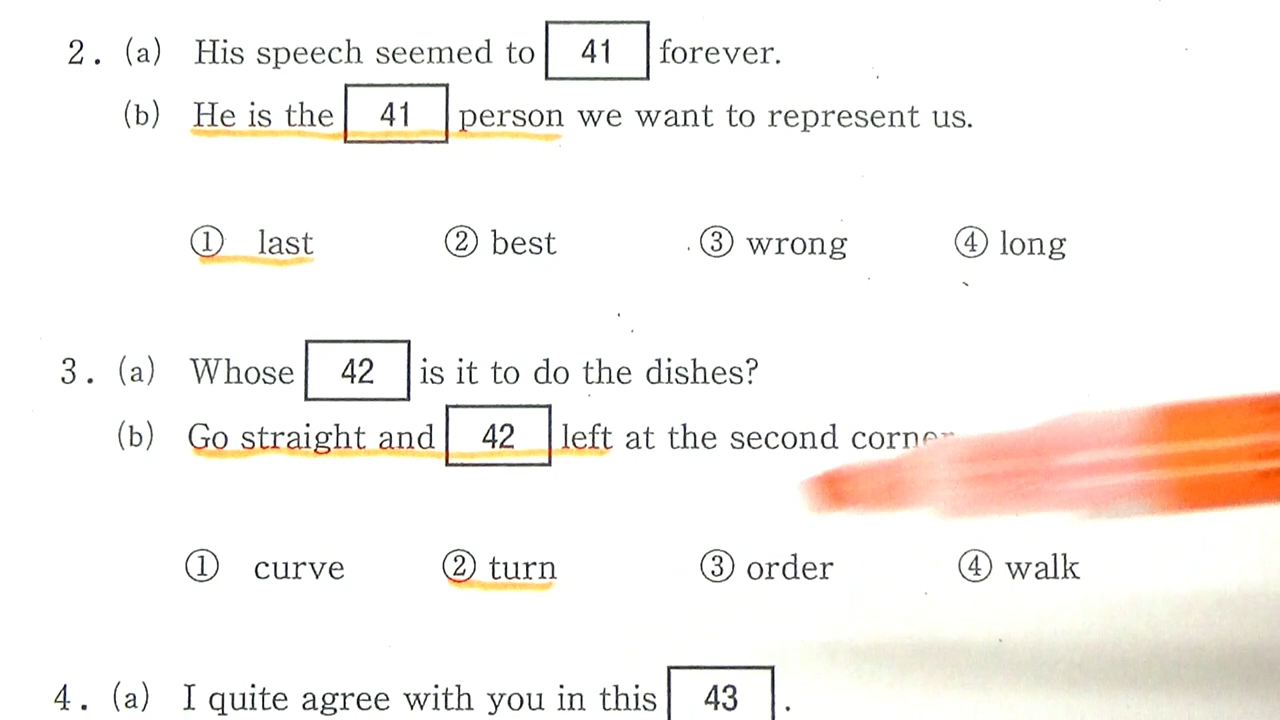 2. (a) His speech seemed to 41 forever.
(b) He is the 41 person we want to represent us.
① last ② best ③ wrong ④ long
3. (a) Whose 42 is it to do the dishes?
(b) Go straight and 42 left at the second corner
① curve ② turn ③ order ④ walk
4. (a) I quite agree with you in this 43 .